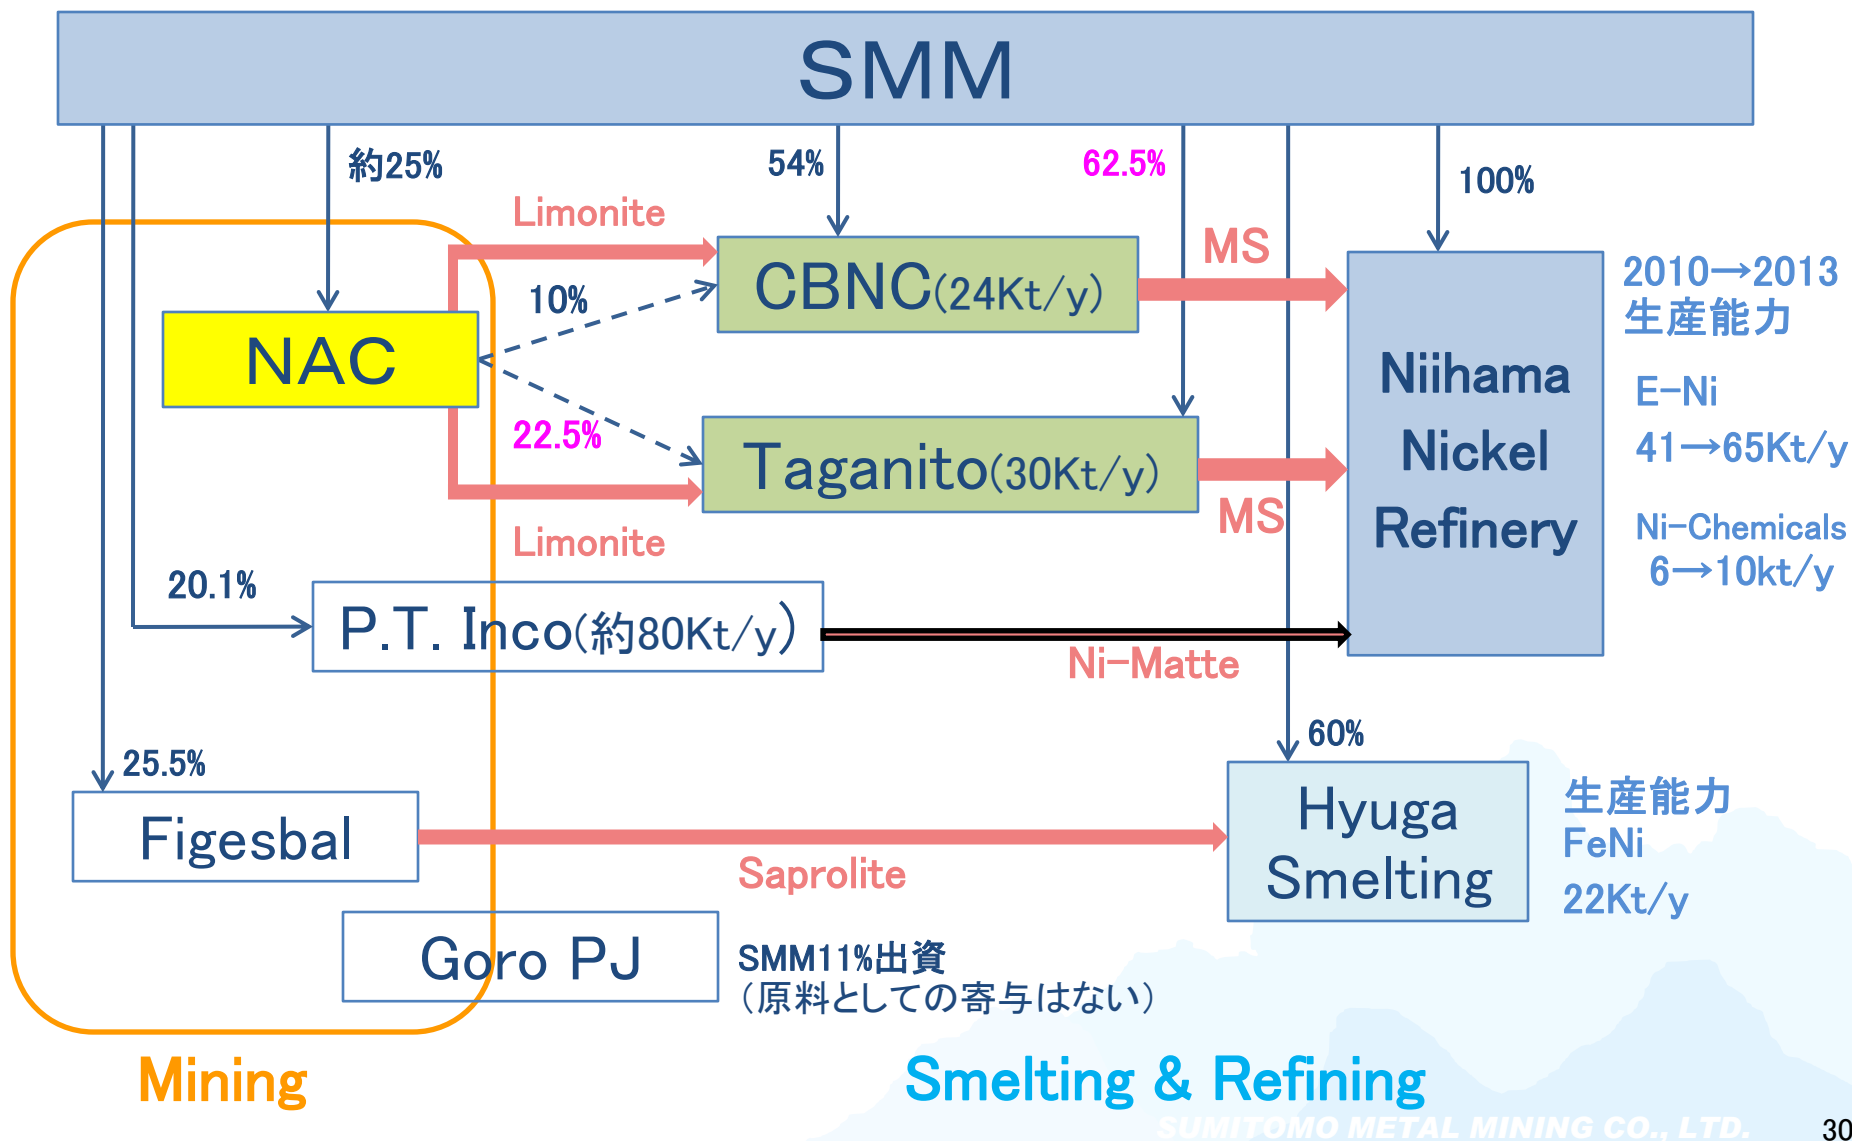 SMM
約25%
54%
62.5%
100%
Limonite
MS
CBNC(24Kt/y)
10%
NAC
22.5%
Taganito(30Kt/y)
MS
Limonite
Niihama
Nickel
Refinery
2010→2013
生産能力
E-Ni
41→65Kt/y
Ni-Chemicals
6→10kt/y
20.1%
P.T. Inco(約80Kt/y)
Ni-Matte
60%
25.5%
Figesbal
Saprolite
Hyuga
Smelting
生産能力
FeNi
22Kt/y
Goro PJ
SMM11%出資
（原料としての寄与はない）
Mining
Smelting & Refining
SUMITOMO METAL MINING CO., LTD.
30